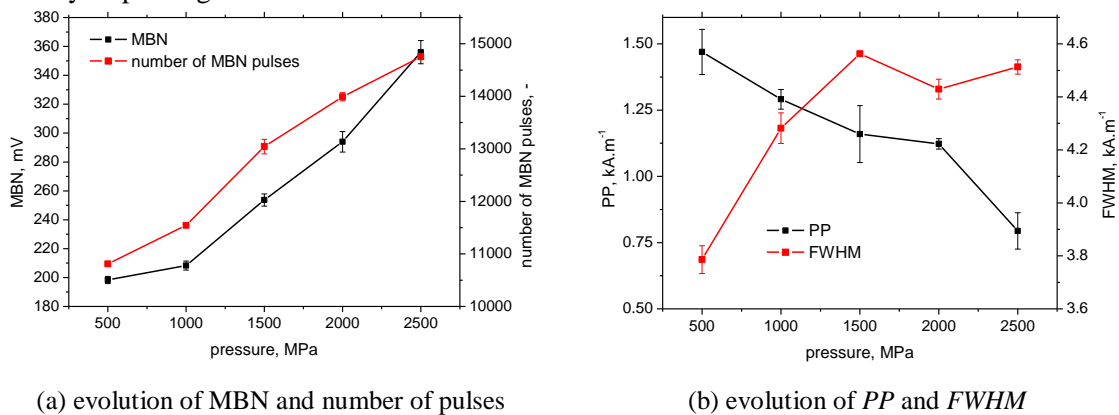 MBN
number of MBN pulses
380
360
340
320
300
280
260
240
220
200
180
MBN, mV
15000
14000
13000
12000
11000
10000
number of MBN pulses, -
500 1000 1500 2000 2500
pressure, MPa
(a) evolution of MBN and number of pulses
1.50
1.25
1.00
0.75
0.50
PP, kA.m-1
PP
FWHM
4.6
4.4
4.2
4.0
3.8
3.6
FWHM, kA.m-1
500 1000 1500 2000 2500
pressure, MPa
(b) evolution of PP and FWHM